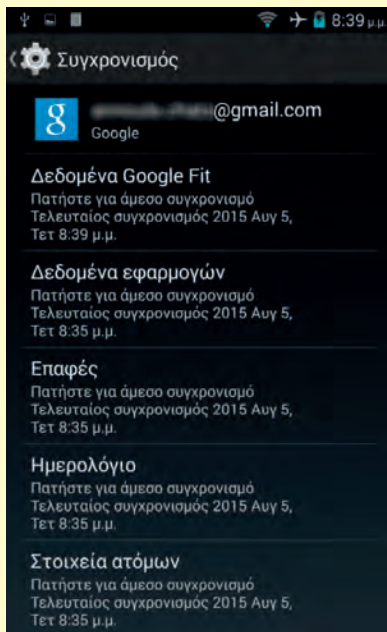 8:39 μ.μ.
Συγχρονισμός
g
@gmail.com
Google
Δεδομένα Google Fit
Πατήστε για άμεσο συγχρονισμό
Τελευταίος συγχρονισμός 2015 Αυγ 5,
Τετ 8:39 μ.μ.
Δεδομένα εφαρμογών
Πατήστε για άμεσο συγχρονισμό
Τελευταίος συγχρονισμός 2015 Αυγ 5,
Τετ 8:35 μ.μ.
Επαφές
Πατήστε για άμεσο συγχρονισμό
Τελευταίος συγχρονισμός 2015 Αυγ 5,
Τετ 8:35 μ.μ.
Ημερολόγιο
Πατήστε για άμεσο συγχρονισμό
Τελευταίος συγχρονισμός 2015 Αυγ 5,
Τετ 8:35 μ.μ.
Στοιχεία ατόμων
Πατήστε για άμεσο συγχρονισμό
Τελευταίος συγχρονισμός 2015 Αυγ 5,
Τετ 8:35 μ.μ.